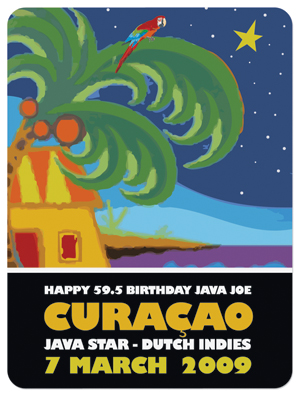 HAPPY 59.5 BIRTHDAY JAVA JOE
CURAÇAO
JAVA STAR - DUTCH INDIES
7 MARCH 2009